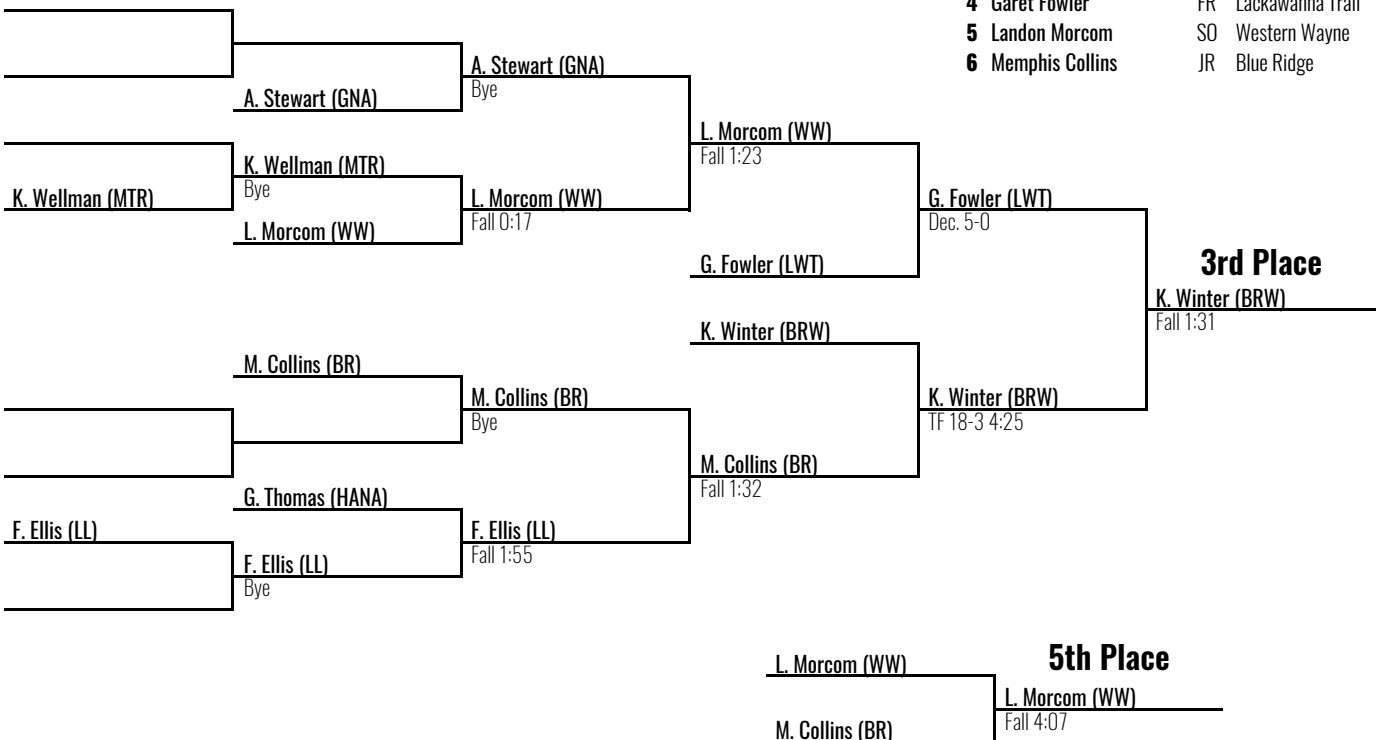 4 Garet Fowler FR Lackawanna Trail
5 Landon Morcom SO Western Wayne
6 Memphis Collins JR Blue Ridge
A. Stewart (GNA)
A. Stewart (GNA)
Bye
K. Wellman (MTR)
K. Wellman (MTR)
Bye
L. Morcom (WW)
L. Morcom (WW)
Fall 0:17
L. Morcom (WW)
Fall 1:23
G. Fowler (LWT)
G. Fowler (LWT)
Dec. 5-0
3rd Place
K. Winter (BRW)
Fall 1:31
K. Winter (BRW)
K. Winter (BRW)
TF 18-3 4:25
M. Collins (BR)
M. Collins (BR)
Bye
M. Collins (BR)
Fall 1:32
G. Thomas (HANA)
F. Ellis (LL)
F. Ellis (LL)
Bye
F. Ellis (LL)
Fall 1:55
5th Place
L. Morcom (WW)
L. Morcom (WW)
Fall 4:07
M. Collins (BR)